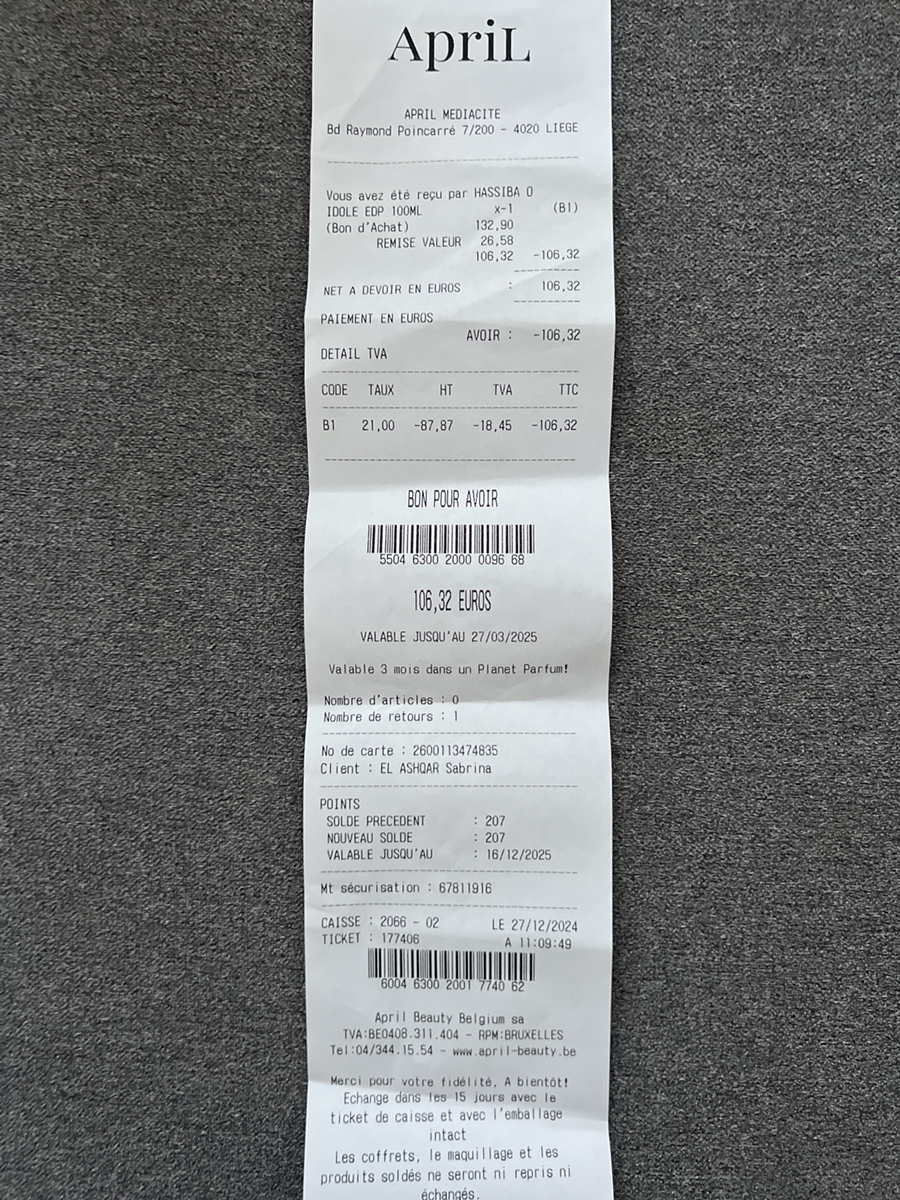 ApriL
APRIL MEDIACITE
Bd Raymond Poincarré 7/200 - 4020 LIEGE
Vous avez été reçu par HASSIBA O
IDOLE EDP 100ML x-1 (B1)
(Bon d'Achat) 132,90
REMISE VALEUR 26,58
106,32 -106,32
NET A DEVOIR EN EUROS : 106,32
PAIEMENT EN EUROS
AVOIR : -106,32
DETAIL TVA
CODE TAUX HT TVA TTC
B1 21,00 -87,87 -18,45 -106,32
BON POUR AVOIR
5504 6300 2000 0096 68
106,32 EUROS
VALABLE JUSQU'AU 27/03/2025
Valable 3 mois dans un Planet Parfum!
Nombre d'articles : 0
Nombre de retours : 1
No de carte : 2600113474835
Client : EL ASHQAR Sabrina
POINTS
SOLDE PRECEDENT : 207
NOUVEAU SOLDE : 207
VALABLE JUSQU'AU : 16/12/2025
Mt sécurisation : 67811916
CAISSE : 2066 - 02 LE 27/12/2024
TICKET : 177406 A 11:09:49
6004 6300 2001 7740 62
April Beauty Belgium sa
TVA:BE0408.311.404 - RPM:BRUXELLES
Tel:04/344.15.54 - www.april-beauty.be
Merci pour votre fidélité, A bientôt!
Echange dans les 15 jours avec le
ticket de caisse et avec l'emballage
intact
Les coffrets, le maquillage et les
produits soldés ne seront ni repris ni
échangés.